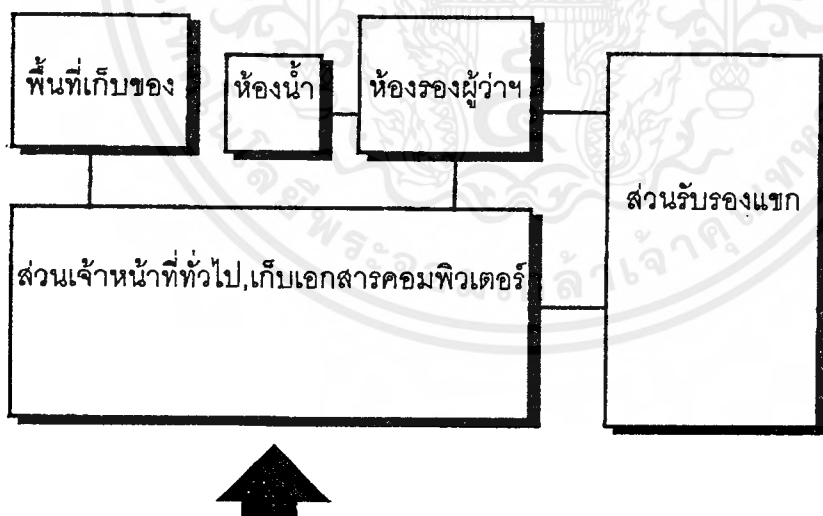 พื้นที่เก็บของ
ห้องน้ำ
ห้องรองผู้ว่าฯ
ส่วนรับรองแขก
ส่วนเจ้าหน้าที่ทั่วไป,เก็บเอกสารคอมพิวเตอร์